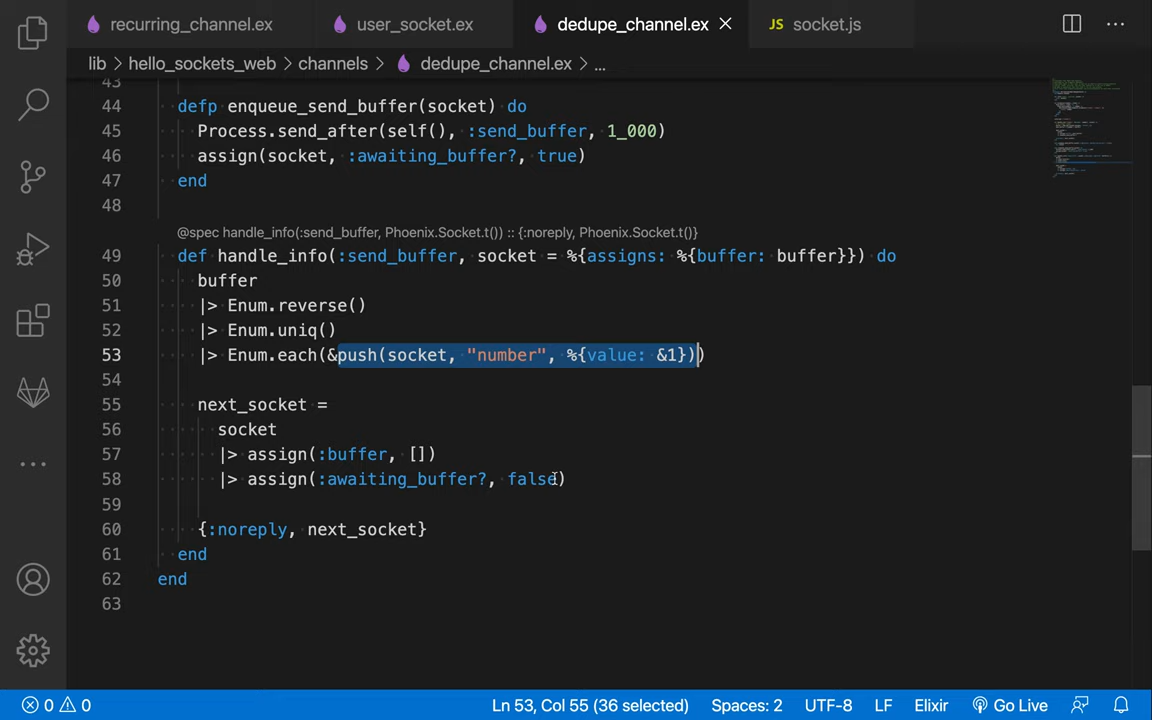 recurring_channel.ex user_socket.ex dedupe_channel.ex JS socket.js
lib > hello_sockets_web > channels > dedupe_channel.ex > ...
43
44 defp enqueue_send_buffer(socket) do
45 Process.send_after(self(), :send_buffer, 1_000)
46 assign(socket, :awaiting_buffer?, true)
47 end
48
@spec handle_info(:send_buffer, Phoenix.Socket.t()) :: {:noreply, Phoenix.Socket.t()}
49 def handle_info(:send_buffer, socket = %{assigns: %{buffer: buffer}}) do
50 buffer
51 |> Enum.reverse()
52 |> Enum.uniq()
53 |> Enum.each(&push(socket, "number", %{value: &1}))
54
55 next_socket =
56 socket
57 |> assign(:buffer, [])
58 |> assign(:awaiting_buffer?, false)
59
60 {:noreply, next_socket}
61 end
62 end
63
0 0 Ln 53, Col 55 (36 selected) Spaces: 2 UTF-8 LF Elixir Go Live